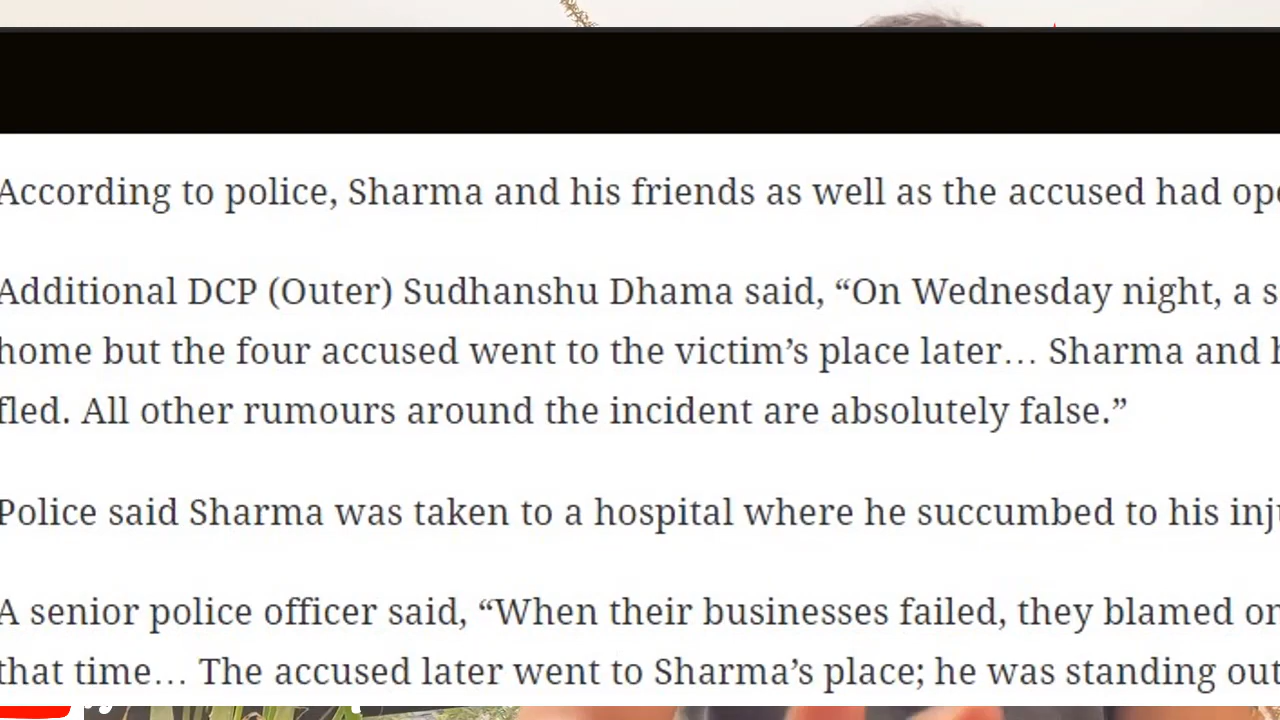 According to police, Sharma and his friends as well as the accused had
Additional DCP (Outer) Sudhanshu Dhama said, “On Wednesday night, a
home but the four accused went to the victim’s place later… Sharma and
fled. All other rumours around the incident are absolutely false.”
Police said Sharma was taken to a hospital where he succumbed to his
A senior police officer said, “When their businesses failed, they blamed
that time… The accused later went to Sharma’s place; he was standing